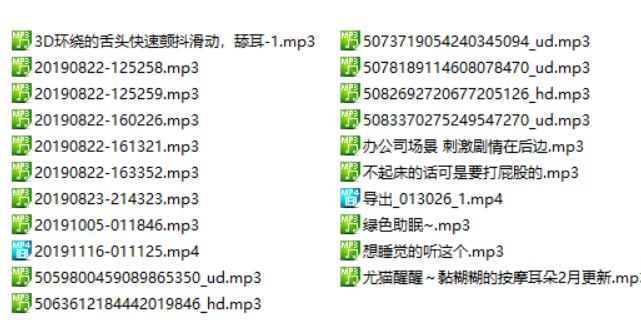 3D环绕的舌头快速颤抖滑动，舔耳-1.mp3
20190822-125258.mp3
20190822-125259.mp3
20190822-160226.mp3
20190822-161321.mp3
20190822-163352.mp3
20190823-214323.mp3
20191005-011846.mp3
20191116-011125.mp4
5059800459089865350_ud.mp3
5063612184442019846_hd.mp3
5073719054240345094_ud.mp3
5078189114608078470_ud.mp3
5082692720677205126_hd.mp3
5083370275249547270_ud.mp3
办公司场景 刺激剧情在后边.mp3
不起床的话可是要打屁股的.mp3
导出_013026_1.mp4
绿色助眠~.mp3
想睡觉的听这个.mp3
尤猫醒醒～黏糊糊的按摩耳朵2月更新.mp3